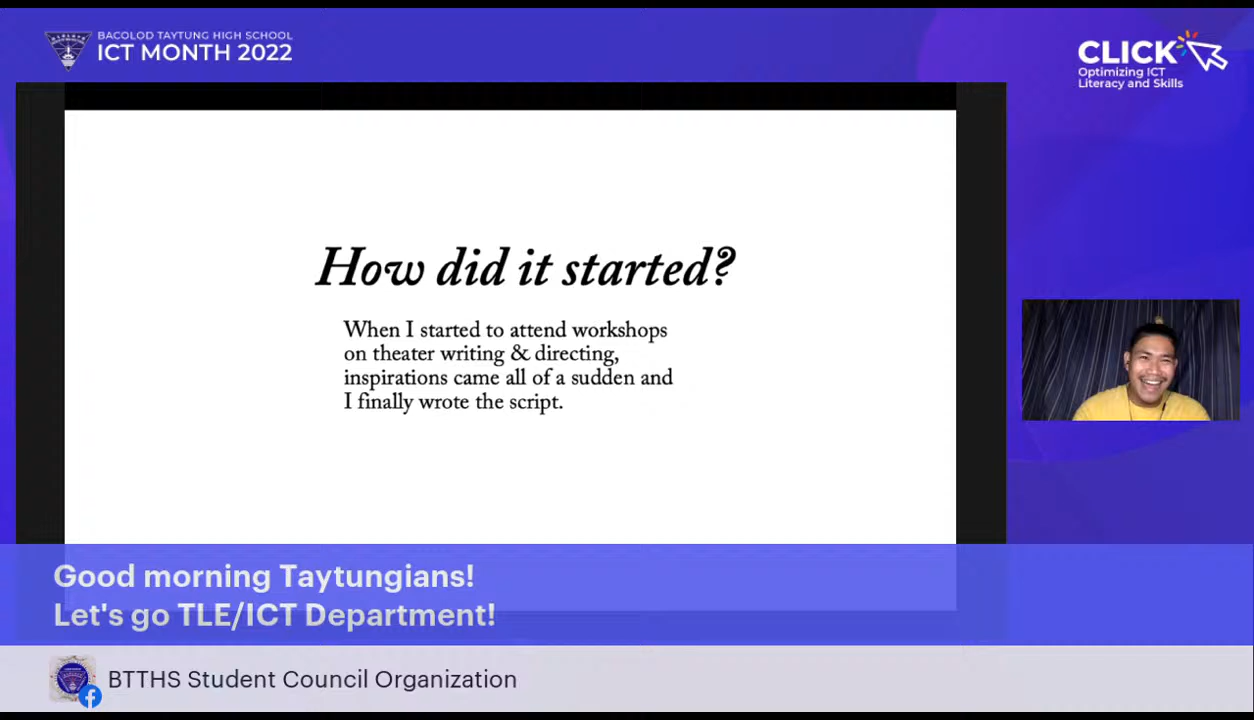 BACOLOD TAYTUNG HIGH SCHOOL
ICT MONTH 2022
CLICK
Optimizing ICT
Literacy and Skills
How did it started?
When I started to attend workshops
on theater writing & directing,
inspirations came all of a sudden and
I finally wrote the script.
Good morning Taytungians!
Let's go TLE/ICT Department!
BTTHS Student Council Organization